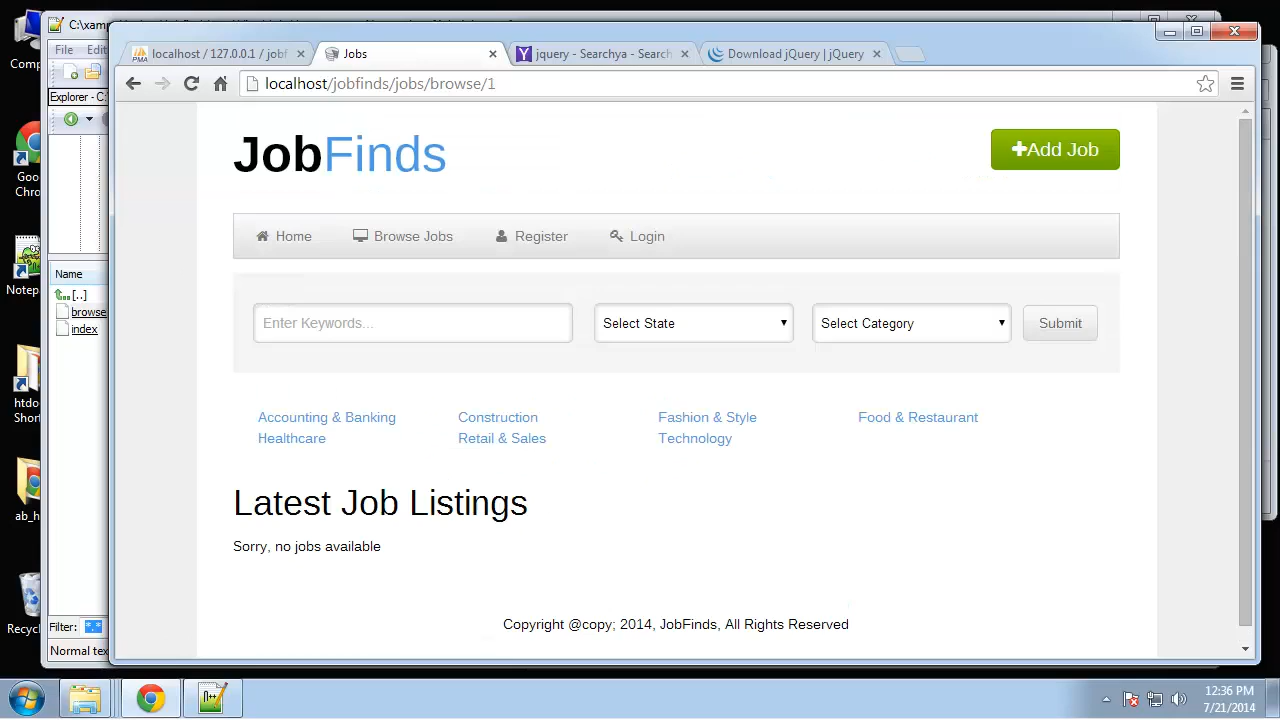 C:\xam
Comp
File Edi
localhost / 127.0.0.1 / jobf
Jobs
jquery - Searchya - Search
Download jQuery | jQuery
localhost/jobfinds/jobs/browse/1
Explorer - C:
Goo
Chro
JobFinds
Add Job
Home
Browse Jobs
Register
Login
Name
[..]
browse
index
Notep
Enter Keywords...
Select State
Select Category
Submit
htdo
Short
Accounting & Banking
Construction
Fashion & Style
Food & Restaurant
Healthcare
Retail & Sales
Technology
Latest Job Listings
ab_h
Sorry, no jobs available
Recycl
Filter: *.*
Copyright @copy; 2014, JobFinds, All Rights Reserved
Normal tex
12:36 PM
7/21/2014